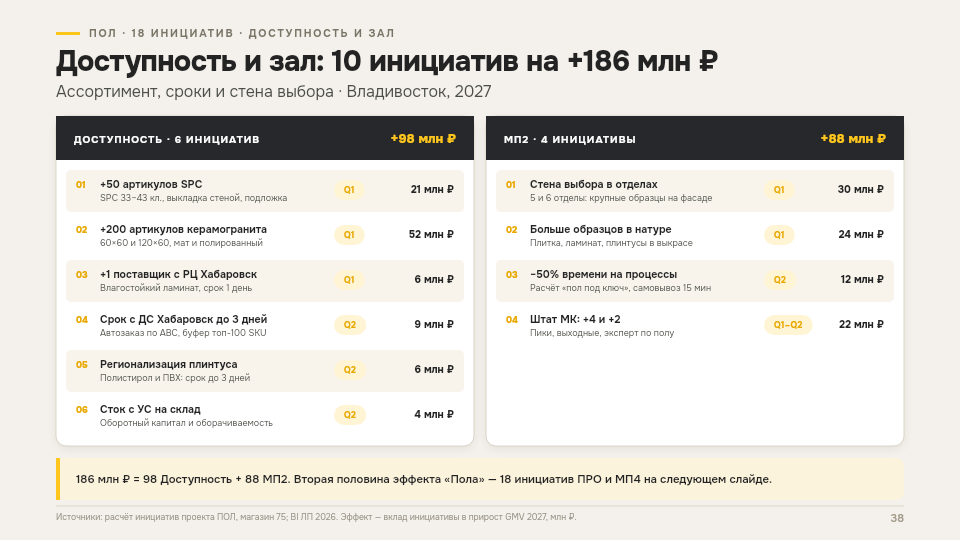 ПОЛ · 18 ИНИЦИАТИВ · ДОСТУПНОСТЬ И ЗАЛ
Доступность и зал: 10 инициатив на +186 млн ₽
Ассортимент, сроки и стена выбора · Владивосток, 2027
ДОСТУПНОСТЬ · 6 ИНИЦИАТИВ +98 млн ₽
01 +50 артикулов SPC Q1 21 млн ₽
SPC 33–43 кл., выкладка стеной, подложка
02 +200 артикулов керамогранита Q1 52 млн ₽
60×60 и 120×60, мат и полированный
03 +1 поставщик с РЦ Хабаровск Q1 6 млн ₽
Влагостойкий ламинат, срок 1 день
04 Срок с ДС Хабаровск до 3 дней Q2 9 млн ₽
Автозаказ по ABC, буфер топ-100 SKU
05 Регионализация плинтуса Q2 6 млн ₽
Полистирол и ПВХ: срок до 3 дней
06 Сток с УС на склад Q2 4 млн ₽
Оборотный капитал и оборачиваемость
МП2 · 4 ИНИЦИАТИВЫ +88 млн ₽
01 Стена выбора в отделах Q1 30 млн ₽
5 и 6 отделы: крупные образцы на фасаде
02 Больше образцов в натуре Q1 24 млн ₽
Плитка, ламинат, плинтусы в выкрасе
03 −50% времени на процессы Q2 12 млн ₽
Расчёт «пол под ключ», самовывоз 15 мин
04 Штат МК: +4 и +2 Q1–Q2 22 млн ₽
Пики, выходные, эксперт по полу
186 млн ₽ = 98 Доступность + 88 МП2. Вторая половина эффекта «Пола» — 18 инициатив ПРО и МП4 на следующем слайде.
Источники: расчёт инициатив проекта ПОЛ, магазин 75; BI ЛП 2026. Эффект — вклад инициативы в прирост GMV 2027, млн ₽.
38